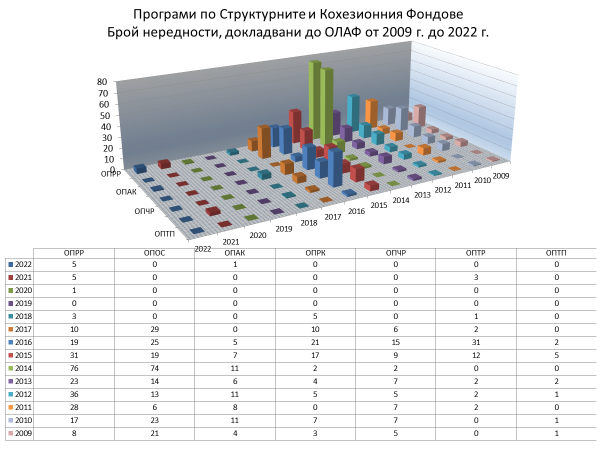 Програми по Структурните и Кохезионния Фондове
Брой нередности, докладвани до ОЛАФ от 2009 г. до 2022 г.
80
70
60
50
40
30
20
10
0
ОПРР
ОПАК
ОПЧР
ОПТП
2022
2021
2020
2019
2018
2017
2016
2015
2014
2013
2012
2011
2010
2009
ОПРР ОПОС ОПАК ОПРК ОПЧР ОПТР ОПТП
2022 5 0 1 0 0 0 0
2021 5 0 0 0 0 3 0
2020 1 0 0 0 0 0 0
2019 0 0 0 0 0 0 0
2018 3 0 0 5 0 1 0
2017 10 29 0 10 6 2 0
2016 19 25 5 21 15 31 2
2015 31 19 7 17 9 12 5
2014 76 74 11 2 2 0 0
2013 23 14 6 4 7 2 2
2012 36 13 11 5 5 2 1
2011 28 6 8 0 7 2 0
2010 17 23 11 7 7 0 1
2009 8 21 4 3 5 0 1